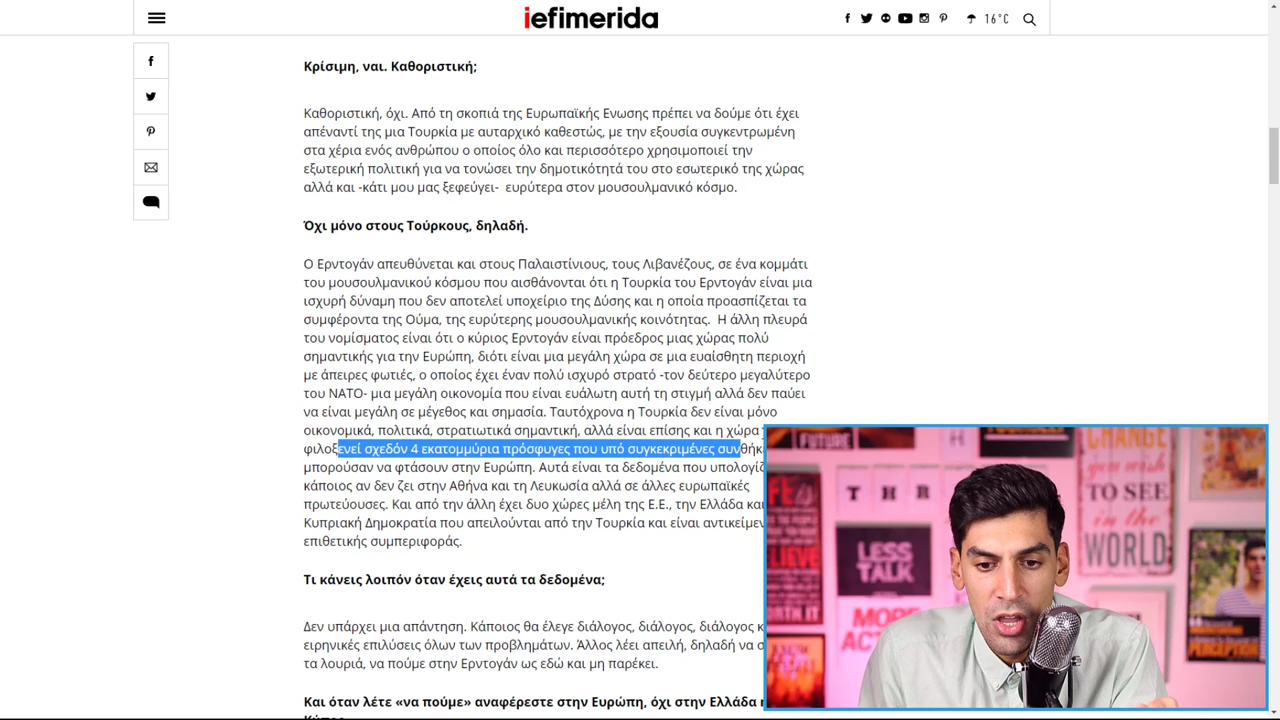 iefimerida
16°C
Κρίσιμη, ναι. Καθοριστική;
Καθοριστική, όχι. Από τη σκοπιά της Ευρωπαϊκής Ενωσης πρέπει να δούμε ότι έχει
απέναντί της μια Τουρκία με αυταρχικό καθεστώς, με την εξουσία συγκεντρωμένη
στα χέρια ενός ανθρώπου ο οποίος όλο και περισσότερο χρησιμοποιεί την
εξωτερική πολιτική για να τονώσει την δημοτικότητά του στο εσωτερικό της χώρας
αλλά και -κάτι μου μας ξεφεύγει- ευρύτερα στον μουσουλμανικό κόσμο.
Όχι μόνο στους Τούρκους, δηλαδή.
Ο Ερντογάν απευθύνεται και στους Παλαιστίνιους, τους Λιβανέζους, σε ένα κομμάτι
του μουσουλμανικού κόσμου που αισθάνονται ότι η Τουρκία του Ερντογάν είναι μια
ισχυρή δύναμη που δεν αποτελεί υποχείριο της Δύσης και η οποία προασπίζεται τα
συμφέροντα της Ούμα, της ευρύτερης μουσουλμανικής κοινότητας. Η άλλη πλευρά
του νομίσματος είναι ότι ο κύριος Ερντογάν είναι πρόεδρος μιας χώρας πολύ
σημαντικής για την Ευρώπη, διότι είναι μια μεγάλη χώρα σε μια ευαίσθητη περιοχή
με άπειρες φωτιές, ο οποίος έχει έναν πολύ ισχυρό στρατό -τον δεύτερο μεγαλύτερο
του ΝΑΤΟ- μια μεγάλη οικονομία που είναι ευάλωτη αυτή τη στιγμή αλλά δεν παύει
να είναι μεγάλη σε μέγεθος και σημασία. Ταυτόχρονα η Τουρκία δεν είναι μόνο
οικονομικά, πολιτικά, στρατιωτικά σημαντική, αλλά είναι επίσης και η χώρα
φιλοξενεί σχεδόν 4 εκατομμύρια πρόσφυγες που υπό συγκεκριμένες συνθήκ
μπορούσαν να φτάσουν στην Ευρώπη. Αυτά είναι τα δεδομένα που υπολογίζ
κάποιος αν δεν ζει στην Αθήνα και τη Λευκωσία αλλά σε άλλες ευρωπαϊκές
πρωτεύουσες. Και από την άλλη έχει δυο χώρες μέλη της Ε.Ε., την Ελλάδα και
Κυπριακή Δημοκρατία που απειλούνται από την Τουρκία και είναι αντικείμεν
επιθετικής συμπεριφοράς.
Τι κάνεις λοιπόν όταν έχεις αυτά τα δεδομένα;
Δεν υπάρχει μια απάντηση. Κάποιος θα έλεγε διάλογος, διάλογος, διάλογος κ
ειρηνικές επιλύσεις όλων των προβλημάτων. Άλλος λέει απειλή, δηλαδή να σ
τα λουριά, να πούμε στην Ερντογάν ως εδώ και μη παρέκει.
Και όταν λέτε «να πούμε» αναφέρεστε στην Ευρώπη, όχι στην Ελλάδα
FUTURE
CHANGE
TO SEE
in the
WORLD
THR
LESS
TALK
MORE
BELIEVE
PERCEPTION